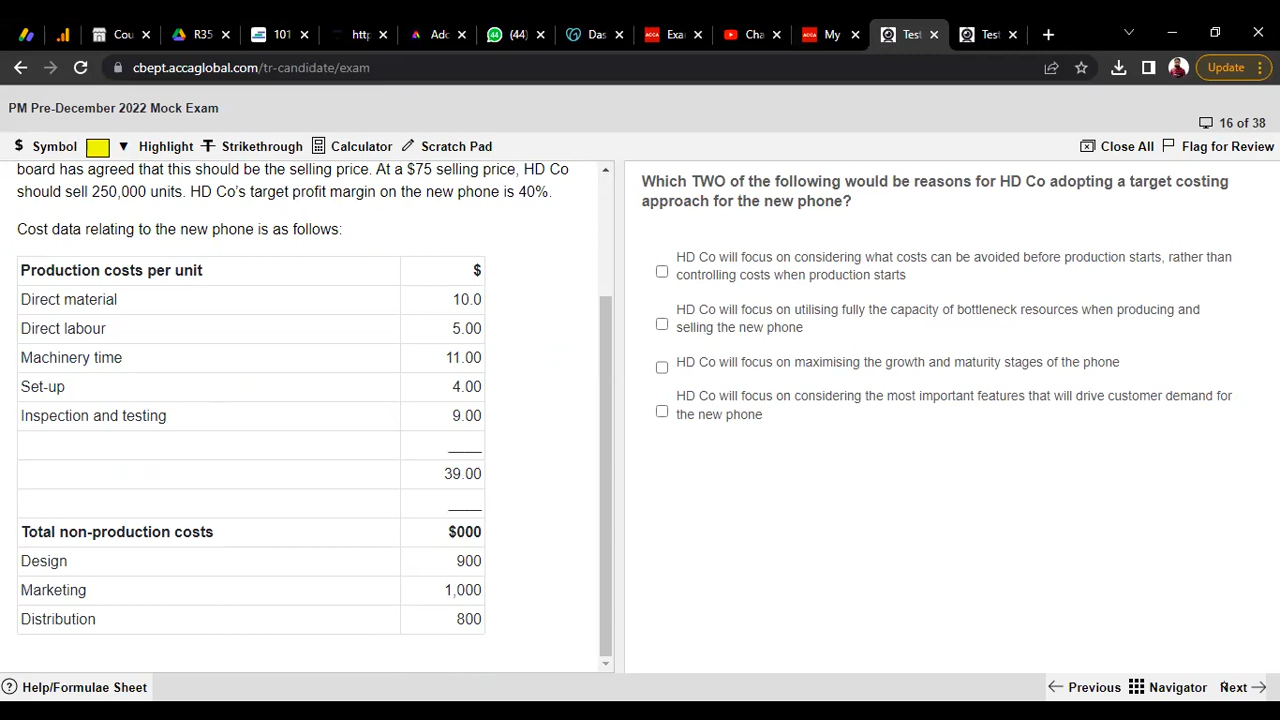 Cou
R35
101
htt
Adc
(44)
Das
Exar
Cha
My
Test
Test
cbept.accaglobal.com/tr-candidate/exam
Update
PM Pre-December 2022 Mock Exam
16 of 38
$ Symbol Highlight Strikethrough Calculator Scratch Pad
Close All Flag for Review
board has agreed that this should be the selling price. At a $75 selling price, HD Co
should sell 250,000 units. HD Co's target profit margin on the new phone is 40%.
Cost data relating to the new phone is as follows:
Production costs per unit $
Direct material 10.0
Direct labour 5.00
Machinery time 11.00
Set-up 4.00
Inspection and testing 9.00
39.00
Total non-production costs $000
Design 900
Marketing 1,000
Distribution 800
Which TWO of the following would be reasons for HD Co adopting a target costing
approach for the new phone?
HD Co will focus on considering what costs can be avoided before production starts, rather than
controlling costs when production starts
HD Co will focus on utilising fully the capacity of bottleneck resources when producing and
selling the new phone
HD Co will focus on maximising the growth and maturity stages of the phone
HD Co will focus on considering the most important features that will drive customer demand for
the new phone
Help/Formulae Sheet
Previous Navigator Next